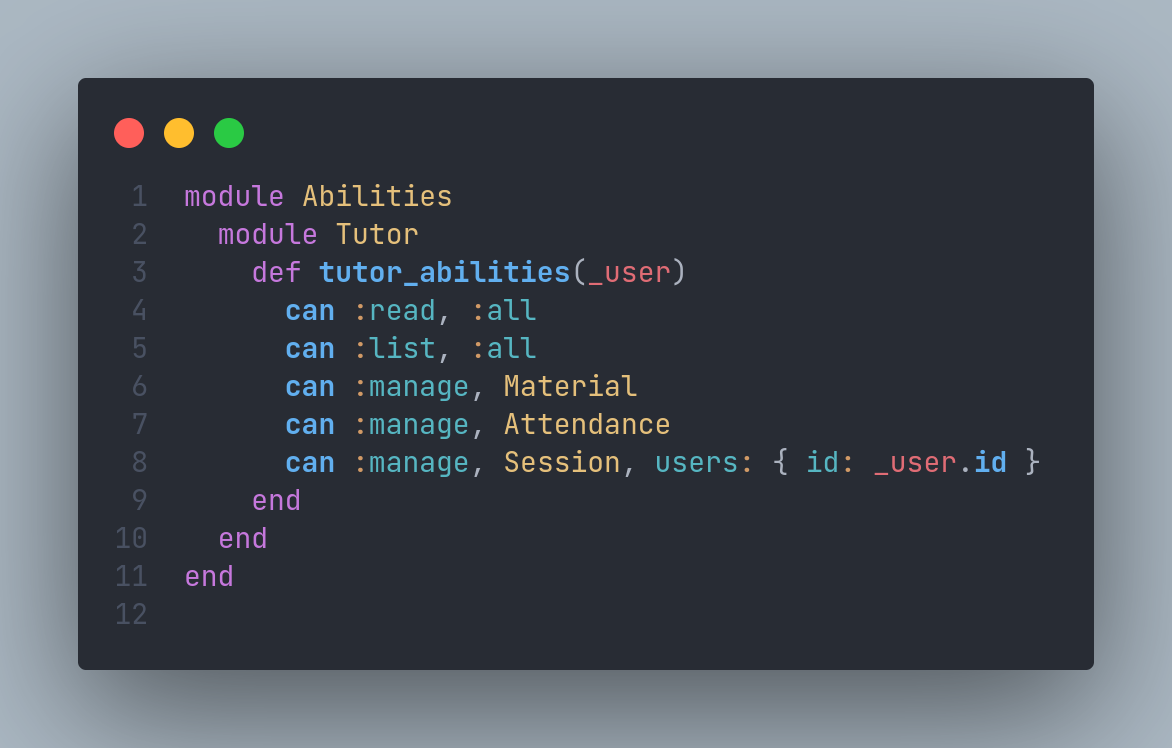 1 module Abilities
2   module Tutor
3     def tutor_abilities(_user)
4       can :read, :all
5       can :list, :all
6       can :manage, Material
7       can :manage, Attendance
8       can :manage, Session, users: { id: _user.id }
9     end
10   end
11 end
12